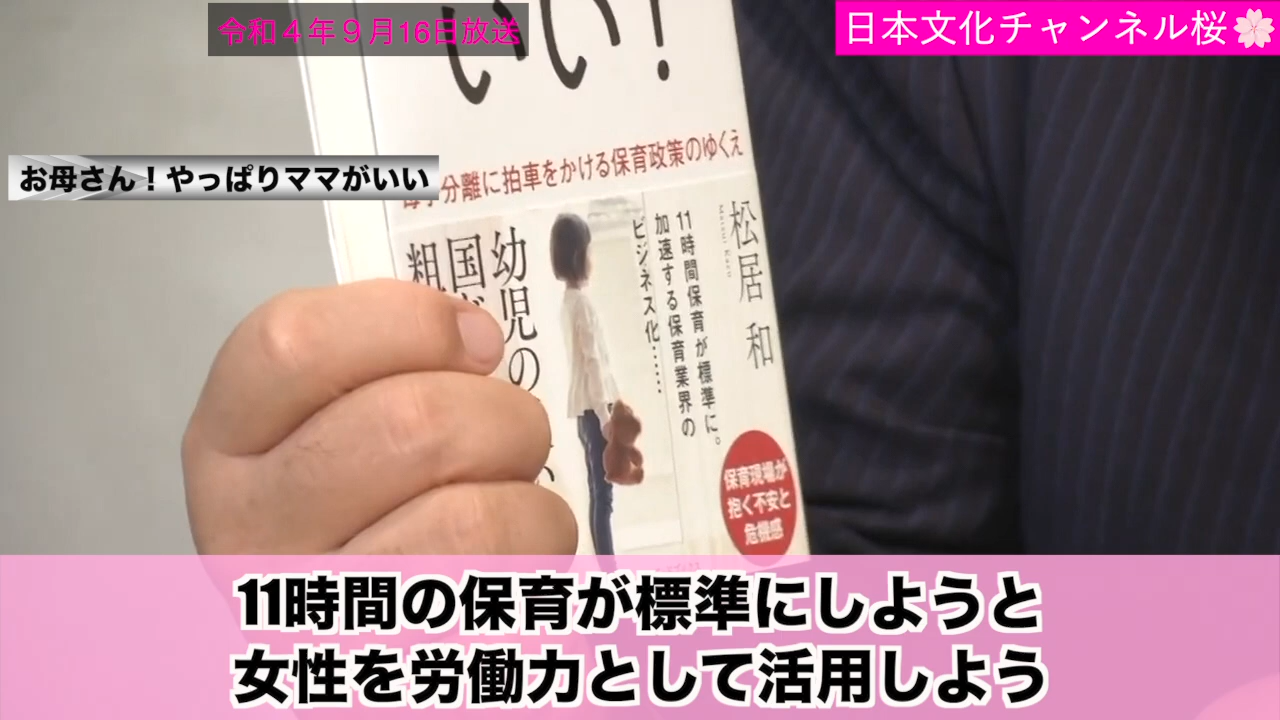 令和４年９月16日放送
日本文化チャンネル桜
お母さん！やっぱりママがいい
いい！
分離に拍車をかける保育政策のゆくえ
松居 和
11時間保育が標準に。
加速する保育業界の
ビジネス化……
幼児の
国が
粗
保育現場が
抱く不安と
危機感
11時間の保育が標準にしようと
女性を労働力として活用しよう